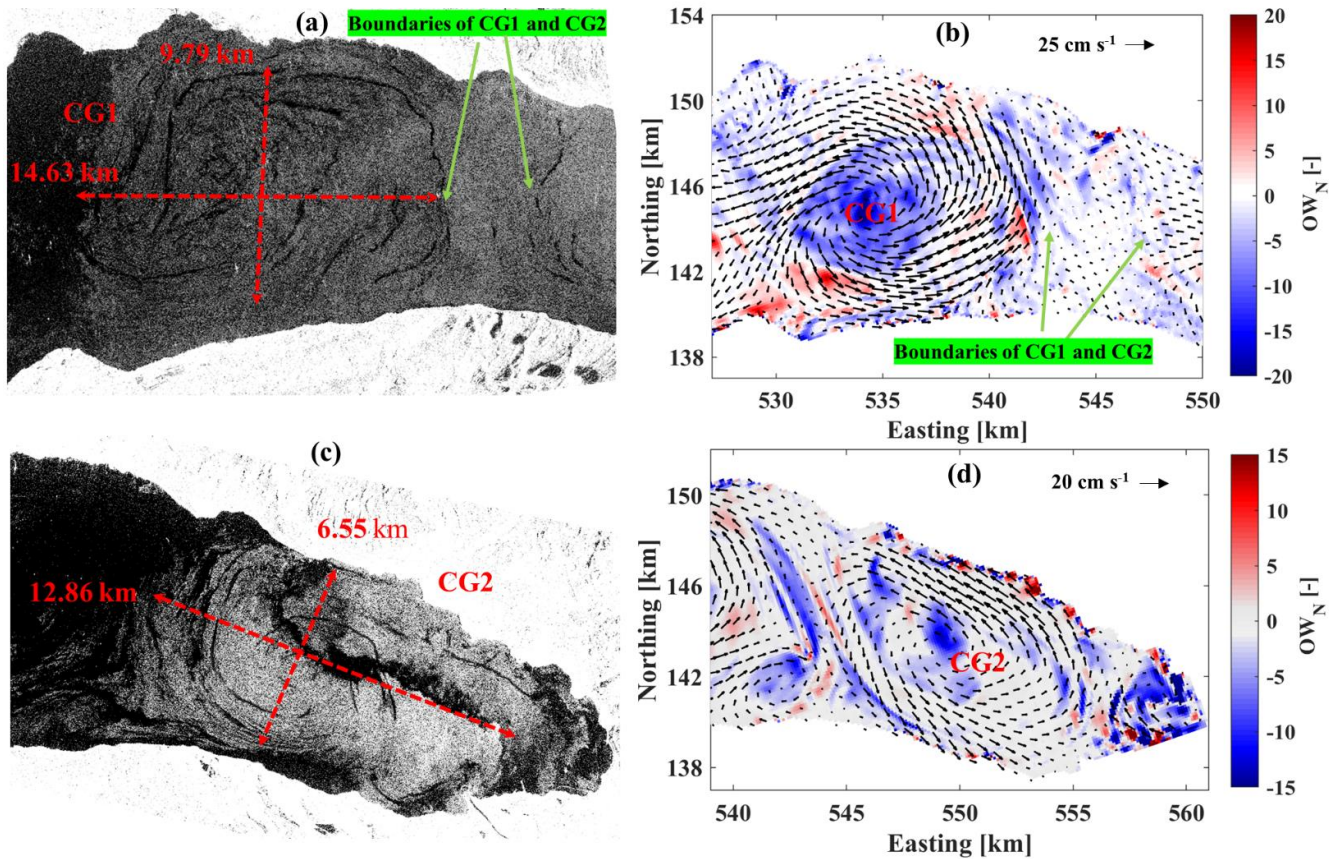 (a)
Boundaries of CG1 and CG2
9.79 km
CG1
14.63 km
(b)
25 cm s⁻¹
154
150
146
142
138
Northing [km]
CG1
Boundaries of CG1 and CG2
530
535
540
545
550
Easting [km]
20
15
10
5
0
-5
-10
-15
-20
OW_N [-]
(c)
6.55 km
CG2
12.86 km
(d)
20 cm s⁻¹
150
146
142
138
Northing [km]
CG2
540
545
550
555
560
Easting [km]
15
10
5
0
-5
-10
-15
OW_N [-]